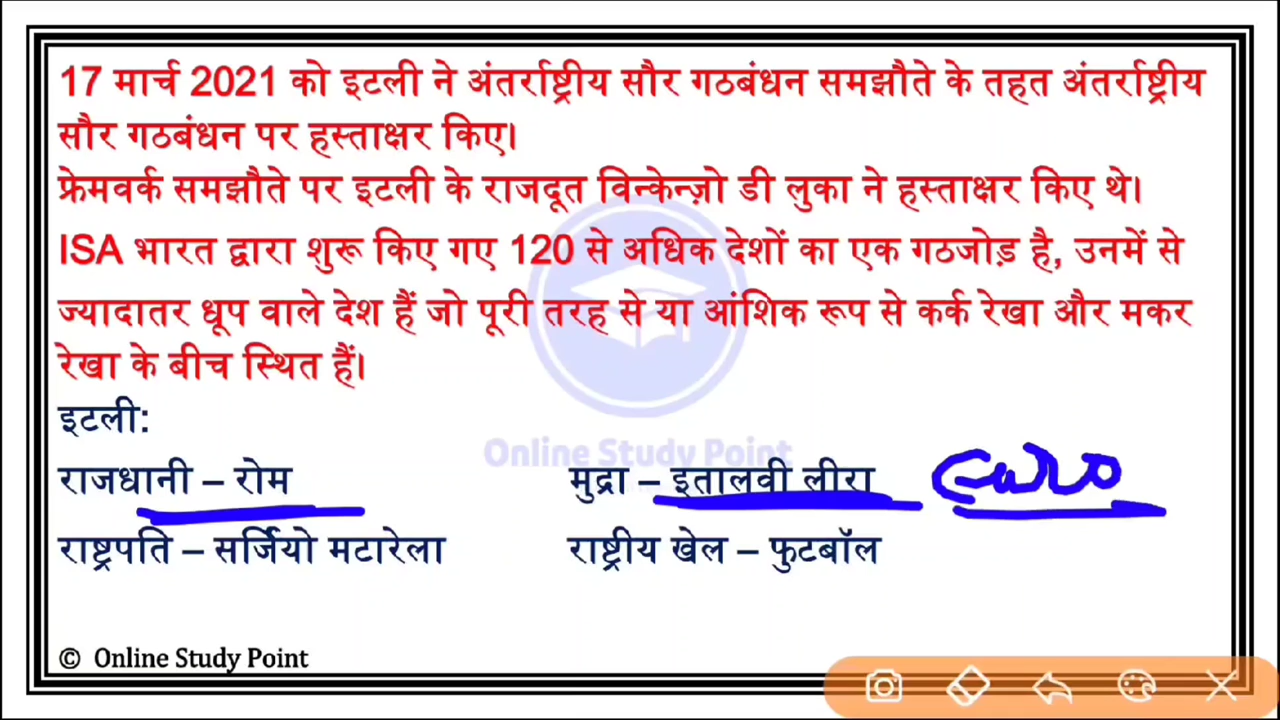 17 मार्च 2021 को इटली ने अंतर्राष्ट्रीय सौर गठबंधन समझौते के तहत अंतर्राष्ट्रीय
सौर गठबंधन पर हस्ताक्षर किए।
फ्रेमवर्क समझौते पर इटली के राजदूत विन्केन्ज़ो डी लुका ने हस्ताक्षर किए थे।
ISA भारत द्वारा शुरू किए गए 120 से अधिक देशों का एक गठजोड़ है, उनमें से
ज्यादातर धूप वाले देश हैं जो पूरी तरह से या आंशिक रूप से कर्क रेखा और मकर
रेखा के बीच स्थित हैं।
इटली:
Online Study Point
राजधानी – रोम मुद्रा – इतालवी लीरा Euro
राष्ट्रपति – सर्जियो मटारेला राष्ट्रीय खेल – फुटबॉल
© Online Study Point